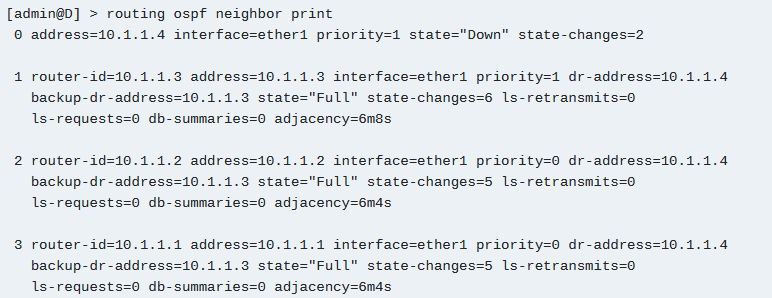 [admin@D] > routing ospf neighbor print
0 address=10.1.1.4 interface=ether1 priority=1 state="Down" state-changes=2
1 router-id=10.1.1.3 address=10.1.1.3 interface=ether1 priority=1 dr-address=10.1.1.4
backup-dr-address=10.1.1.3 state="Full" state-changes=6 ls-retransmits=0
ls-requests=0 db-summaries=0 adjacency=6m8s
2 router-id=10.1.1.2 address=10.1.1.2 interface=ether1 priority=0 dr-address=10.1.1.4
backup-dr-address=10.1.1.3 state="Full" state-changes=5 ls-retransmits=0
ls-requests=0 db-summaries=0 adjacency=6m4s
3 router-id=10.1.1.1 address=10.1.1.1 interface=ether1 priority=0 dr-address=10.1.1.4
backup-dr-address=10.1.1.3 state="Full" state-changes=5 ls-retransmits=0
ls-requests=0 db-summaries=0 adjacency=6m4s